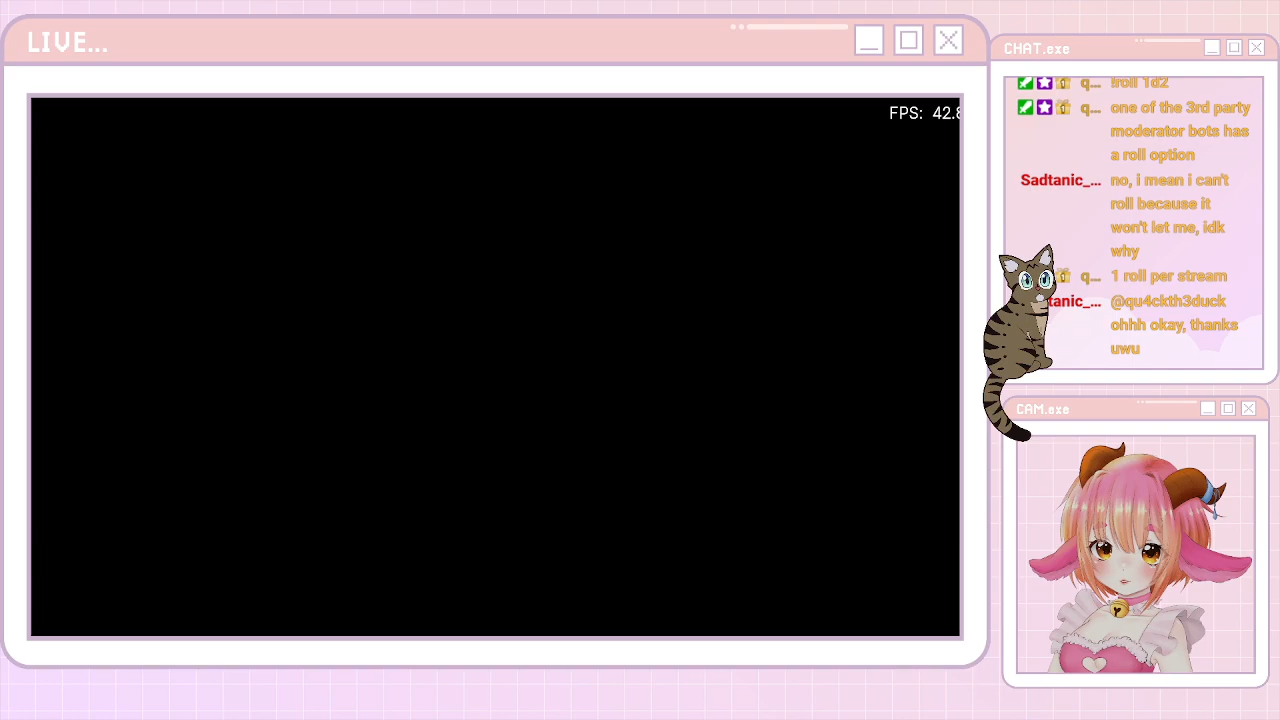 LIVE...
FPS: 42.8
CHAT.exe
q... !roll 1d2
q... one of the 3rd party
moderator bots has
a roll option
Sadtanic_... no, i mean i can't
roll because it
won't let me, idk
why
q... 1 roll per stream
tanic_... @qu4ckth3duck
ohhh okay, thanks
uwu
CAM.exe